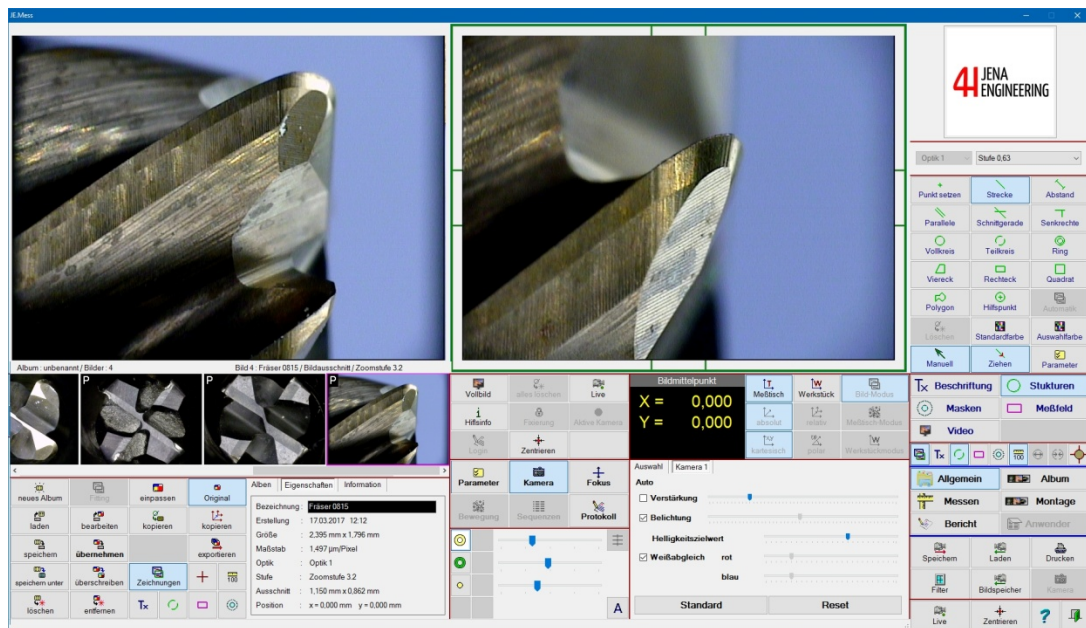 JE.Mess
4H JENA
ENGINEERING
Optik 1 Stufe 0,63
Punkt setzen Strecke Abstand
Parallele Schnittgerade Senkrechte
Vollkreis Teilkreis Ring
Viereck Rechteck Quadrat
Polygon Hilfspunkt Automatik
Löschen Standardfarbe Auswahlfarbe
Manuell Ziehen Parameter
Album : unbenannt / Bilder : 4 Bild 4 : Fräser 0815 / Bildausschnitt / Zoomstufe 3.2
P P P
Vollbild alles löschen Live
Hilfsinfo Fixierung Aktive Kamera
Login Zentrieren
Bildmittelpunkt
X = 0,000
Y = 0,000
Meßtisch Werkstück Bild-Modus
absolut relativ Meßtisch-Modus
kartesisch polar Werkstückmodus
Tx Beschriftung Stukturen
Masken Meßfeld
Video
Tx 100
Allgemein Album
Messen Montage
Bericht Anwender
Speichern Laden Drucken
Filter Bildspeicher Kamera
Live Zentrieren ?
neues Album Fiting einpassen Original
laden bearbeiten kopieren kopieren
speichern übernehmen exportieren
speichern unter überschreiben Zeichnungen 100
löschen entfernen Tx
Alben Eigenschaften Information
Bezeichnung : Fräser 0815
Erstellung : 17.03.2017 12:12
Größe : 2,395 mm x 1,796 mm
Maßstab : 1,497 µm/Pixel
Optik : Optik 1
Stufe : Zoomstufe 3.2
Ausschnitt : 1,150 mm x 0,862 mm
Position : x = 0,000 mm y = 0,000 mm
Parameter Kamera Fokus
Bewegung Sequenzen Protokoll
A
Auswahl Kamera 1
Auto
Verstärkung
Belichtung
Helligkeitszielwert
Weißabgleich rot
blau
Standard Reset